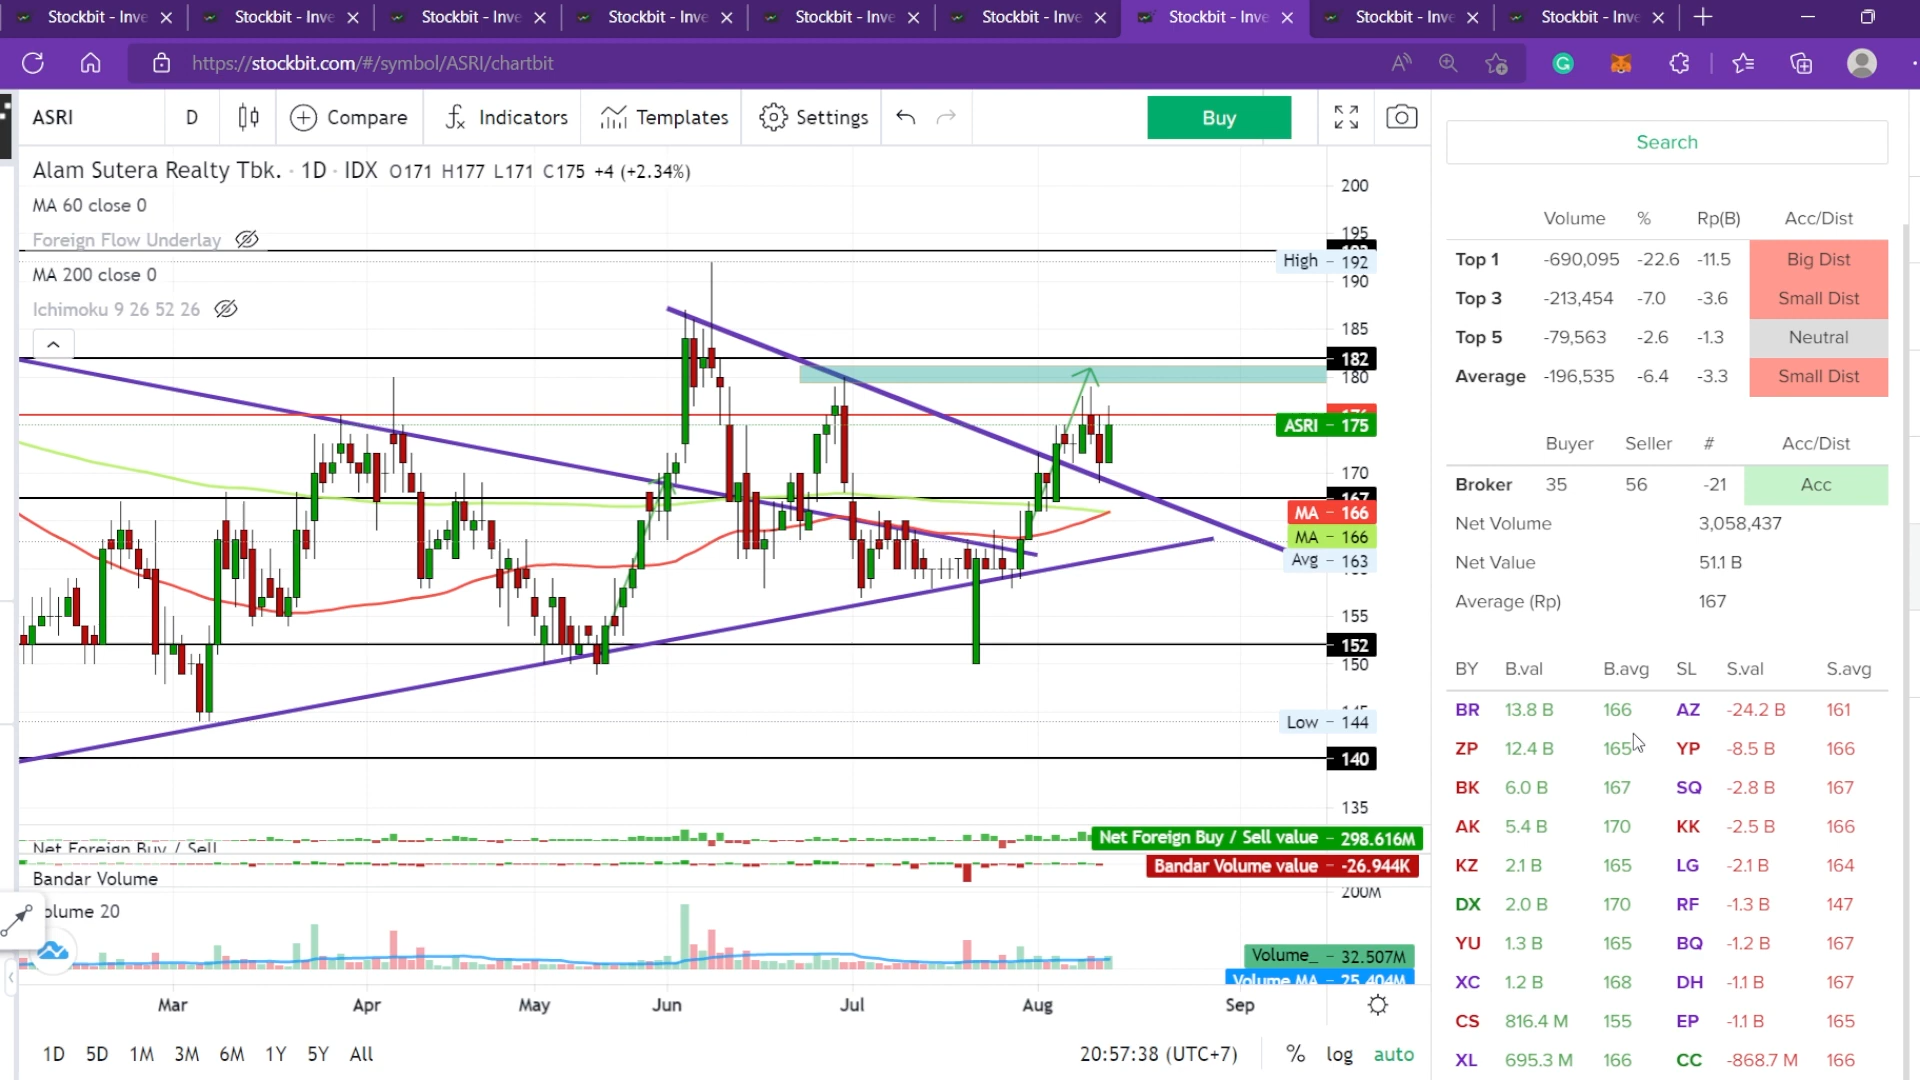 Stockbit - Inve Stockbit - Inve Stockbit - Inve Stockbit - Inve Stockbit - Inve Stockbit - Inve Stockbit - Inve Stockbit - Inve Stockbit - Inve
https://stockbit.com/#/symbol/ASRI/chartbit
ASRI D Compare Indicators Templates Settings Buy
Alam Sutera Realty Tbk. · 1D · IDX O171 H177 L171 C175 +4 (+2.34%)
MA 60 close 0
Foreign Flow Underlay
MA 200 close 0
Ichimoku 9 26 52 26
200
195
High - 192
190
185
182
180
176
ASRI - 175
170
167
MA - 166
MA - 166
Avg - 163
155
152
150
145
Low - 144
140
135
Net Foreign Buy / Sell value - 298.616M
Net Foreign Buy / Sell
Bandar Volume value - -26.944K
Bandar Volume
200M
olume 20
Volume_ - 32.507M
Volume MA - 25.404M
Mar Apr May Jun Jul Aug Sep
1D 5D 1M 3M 6M 1Y 5Y All 20:57:38 (UTC+7) % log auto
Search
Volume % Rp(B) Acc/Dist
Top 1 -690,095 -22.6 -11.5 Big Dist
Top 3 -213,454 -7.0 -3.6 Small Dist
Top 5 -79,563 -2.6 -1.3 Neutral
Average -196,535 -6.4 -3.3 Small Dist
Buyer Seller # Acc/Dist
Broker 35 56 -21 Acc
Net Volume 3,058,437
Net Value 51.1 B
Average (Rp) 167
BY B.val B.avg SL S.val S.avg
BR 13.8 B 166 AZ -24.2 B 161
ZP 12.4 B 165 YP -8.5 B 166
BK 6.0 B 167 SQ -2.8 B 167
AK 5.4 B 170 KK -2.5 B 166
KZ 2.1 B 165 LG -2.1 B 164
DX 2.0 B 170 RF -1.3 B 147
YU 1.3 B 165 BQ -1.2 B 167
XC 1.2 B 168 DH -1.1 B 167
CS 816.4 M 155 EP -1.1 B 165
XL 695.3 M 166 CC -868.7 M 166